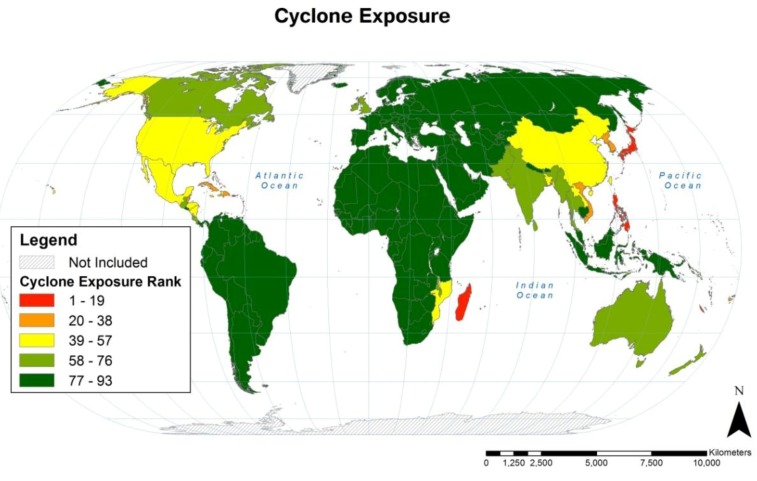 Cyclone Exposure
Atlantic
Ocean
Pacific
Ocean
Indian
Ocean
Legend
Not Included
Cyclone Exposure Rank
1 - 19
20 - 38
39 - 57
58 - 76
77 - 93
N
Kilometers
0 1,250 2,500 5,000 7,500 10,000